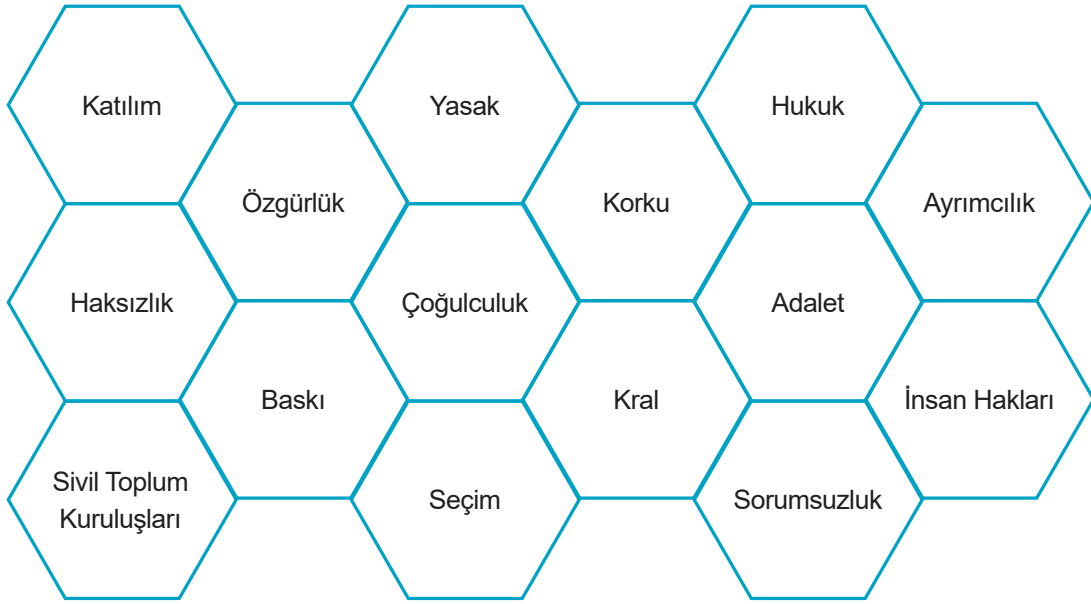 Katılım
Yasak
Hukuk
Özgürlük
Korku
Ayrımcılık
Haksızlık
Çoğulculuk
Adalet
Baskı
Kral
İnsan Hakları
Sivil Toplum
Kuruluşları
Seçim
Sorumsuzluk